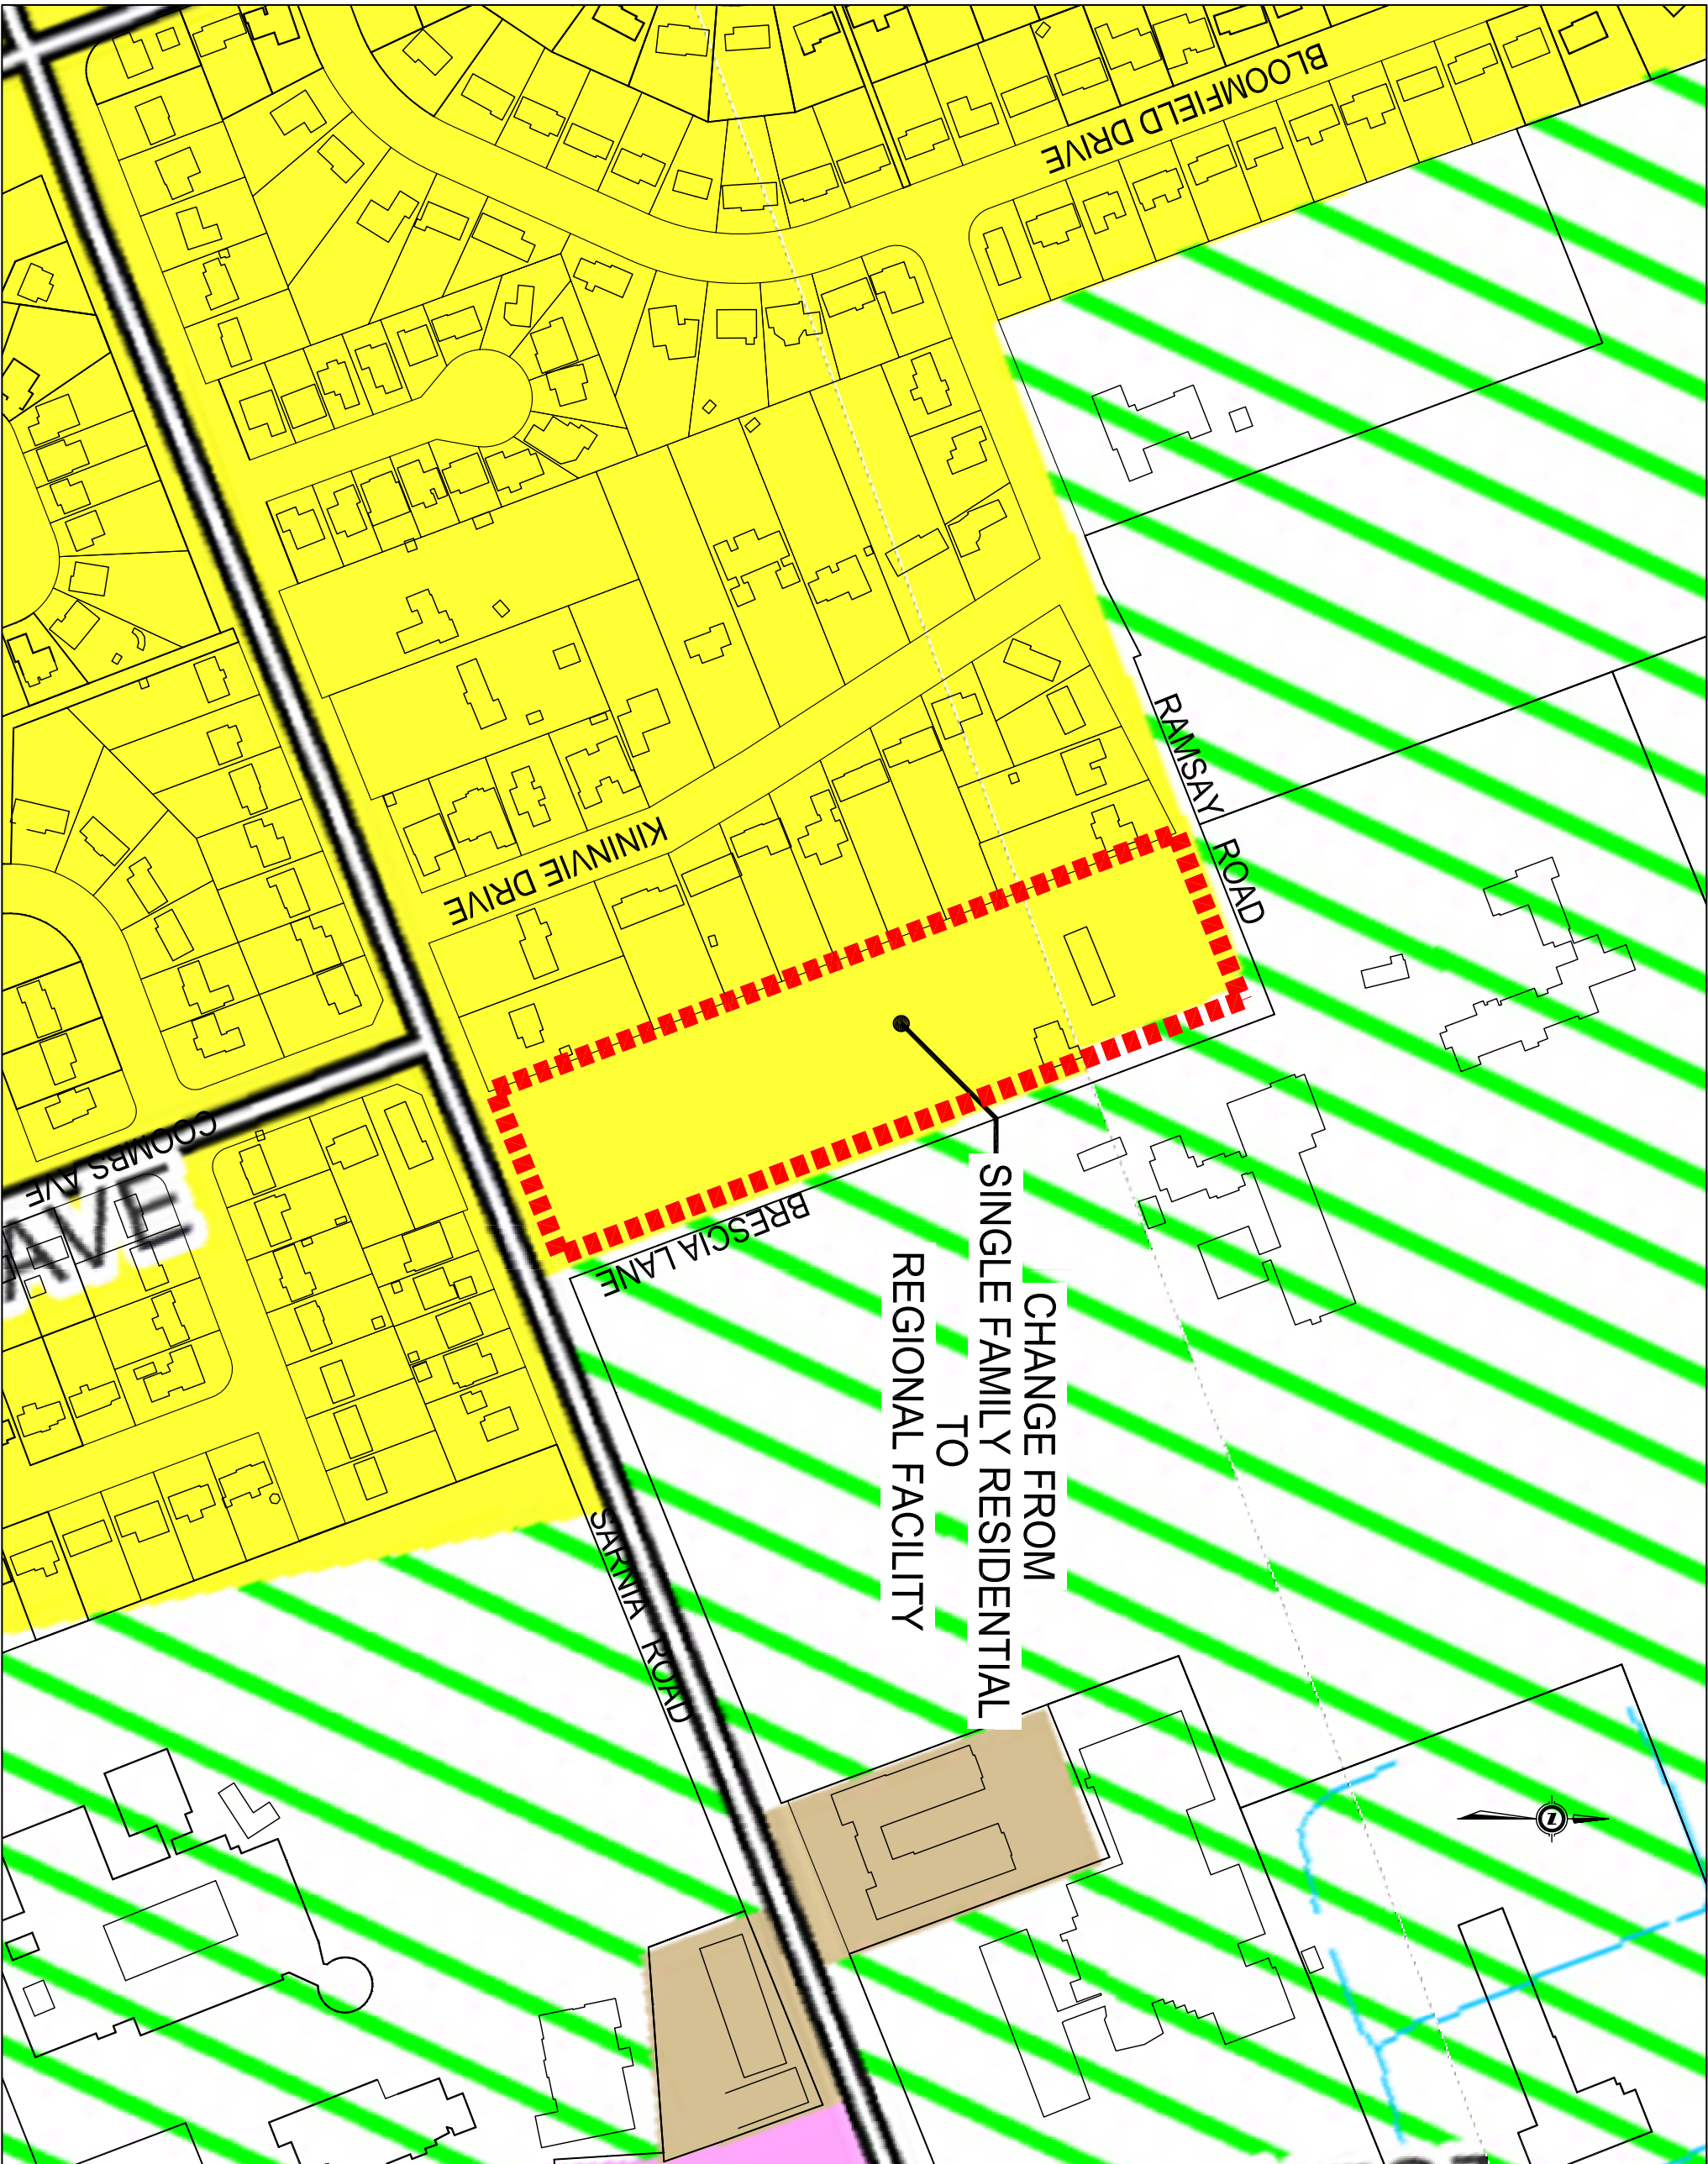 BLOOMFIELD DRIVE
RAMSAY ROAD
KININVIE DRIVE
COOMBS AVE
AVE
BRESCIA LANE
CHANGE FROM
SINGLE FAMILY RESIDENTIAL
TO
REGIONAL FACILITY
SARNIA ROAD
N